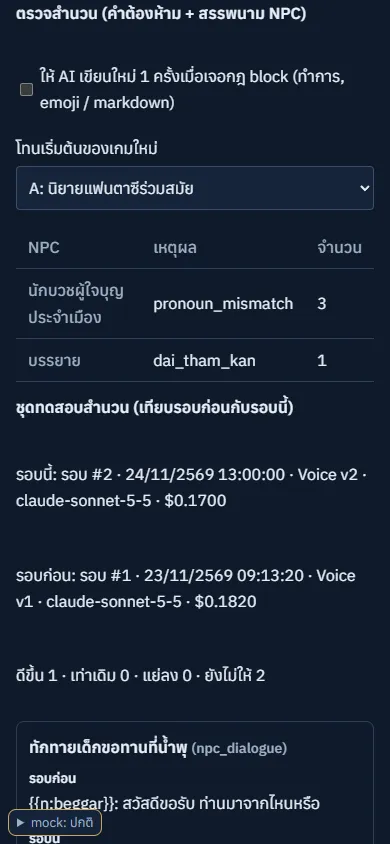 ตรวจสำนวน (คำต้องห้าม + สรรพนาม NPC)
ให้ AI เขียนใหม่ 1 ครั้งเมื่อเจอกฎ block (ทำการ,
emoji / markdown)
โทนเริ่มต้นของเกมใหม่
A: นิยายแฟนตาซีร่วมสมัย
NPC เหตุผล จำนวน
นักบวชผู้ใจบุญ
ประจำเมือง pronoun_mismatch 3
บรรยาย dai_tham_kan 1
ชุดทดสอบสำนวน (เทียบรอบก่อนกับรอบนี้)
รอบนี้: รอบ #2 · 24/11/2569 13:00:00 · Voice v2 ·
claude-sonnet-5-5 · $0.1700
รอบก่อน: รอบ #1 · 23/11/2569 09:13:20 · Voice
v1 · claude-sonnet-5-5 · $0.1820
ดีขึ้น 1 · เท่าเดิม 0 · แย่ลง 0 · ยังไม่ให้ 2
ทักทายเด็กขอทานที่น้ำพุ (npc_dialogue)
รอบก่อน
{{n:beggar}}: สวัสดีขอรับ ท่านมาจากไหนหรือ
▶ mock: ปกติ
รอบนี้